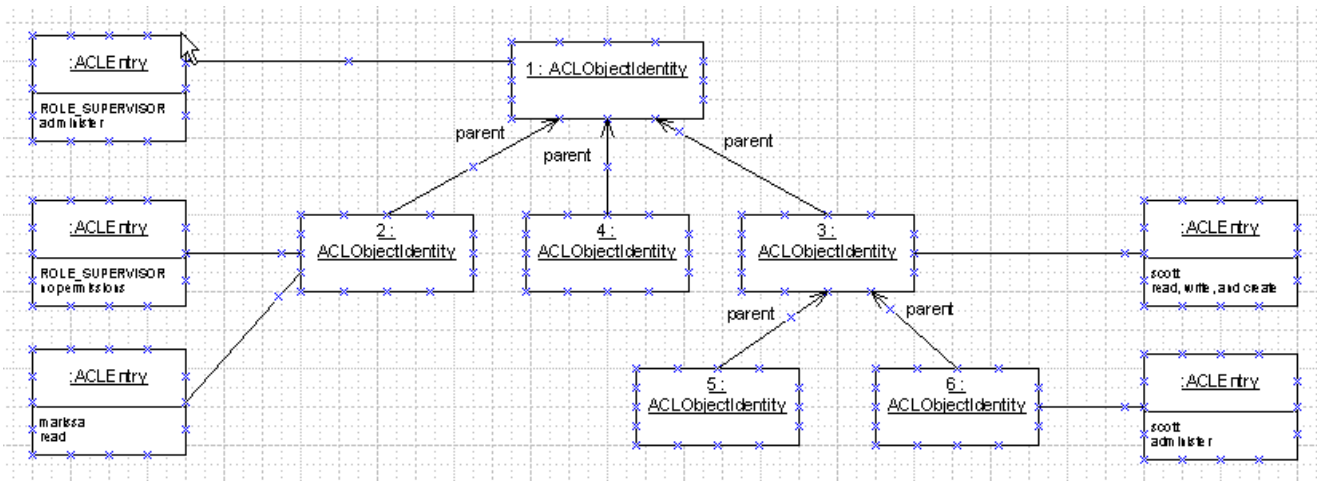 :ACLEntry
ROLE_SUPERVISOR
administer
1: ACLObjectIdentity
parent
parent
parent
:ACLEntry
ROLE_SUPERVISOR
no permissions
2:
ACLObjectIdentity
4:
ACLObjectIdentity
3:
ACLObjectIdentity
:ACLEntry
scott
read, write, and create
parent
parent
:ACLEntry
marissa
read
5:
ACLObjectIdentity
6:
ACLObjectIdentity
:ACLEntry
scott
administer